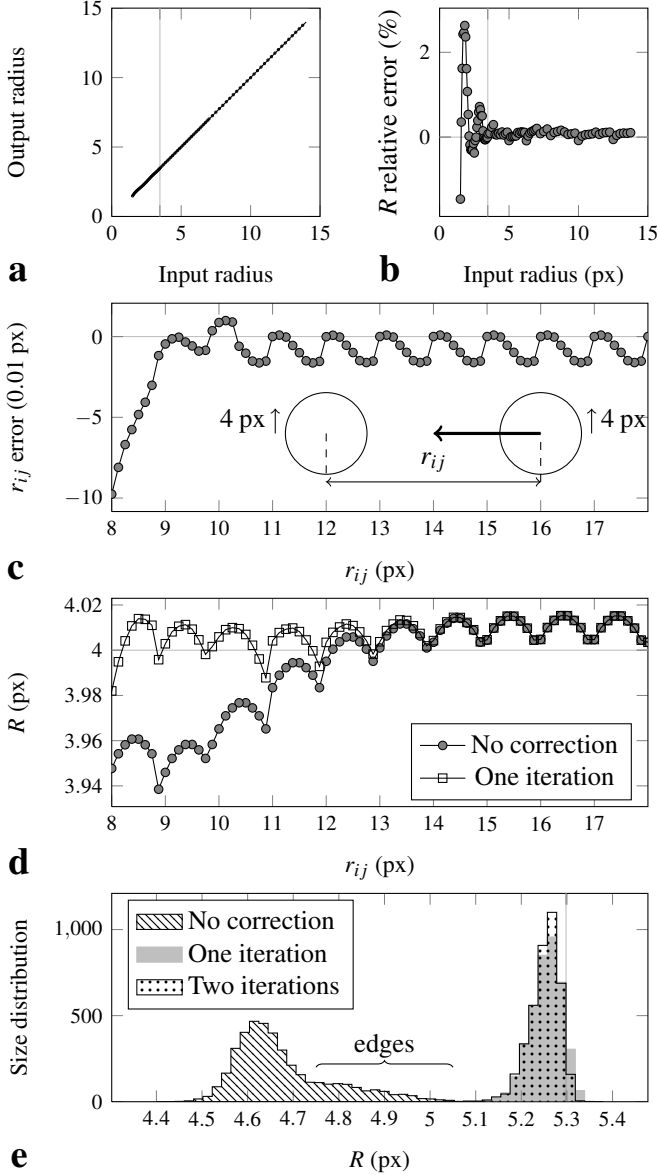 15
10
5
0
Output radius
0 5 10 15
Input radius
a
2
0
R relative error (%)
0 5 10 15
Input radius (px)
b
0
−5
−10
r_ij error (0.01 px)
4 px
4 px
r_ij
8 9 10 11 12 13 14 15 16 17
r_ij (px)
c
4.02
4
3.98
3.96
3.94
R (px)
No correction
One iteration
8 9 10 11 12 13 14 15 16 17
r_ij (px)
d
1,000
500
0
Size distribution
No correction
One iteration
Two iterations
edges
4.4 4.5 4.6 4.7 4.8 4.9 5 5.1 5.2 5.3 5.4
R (px)
e